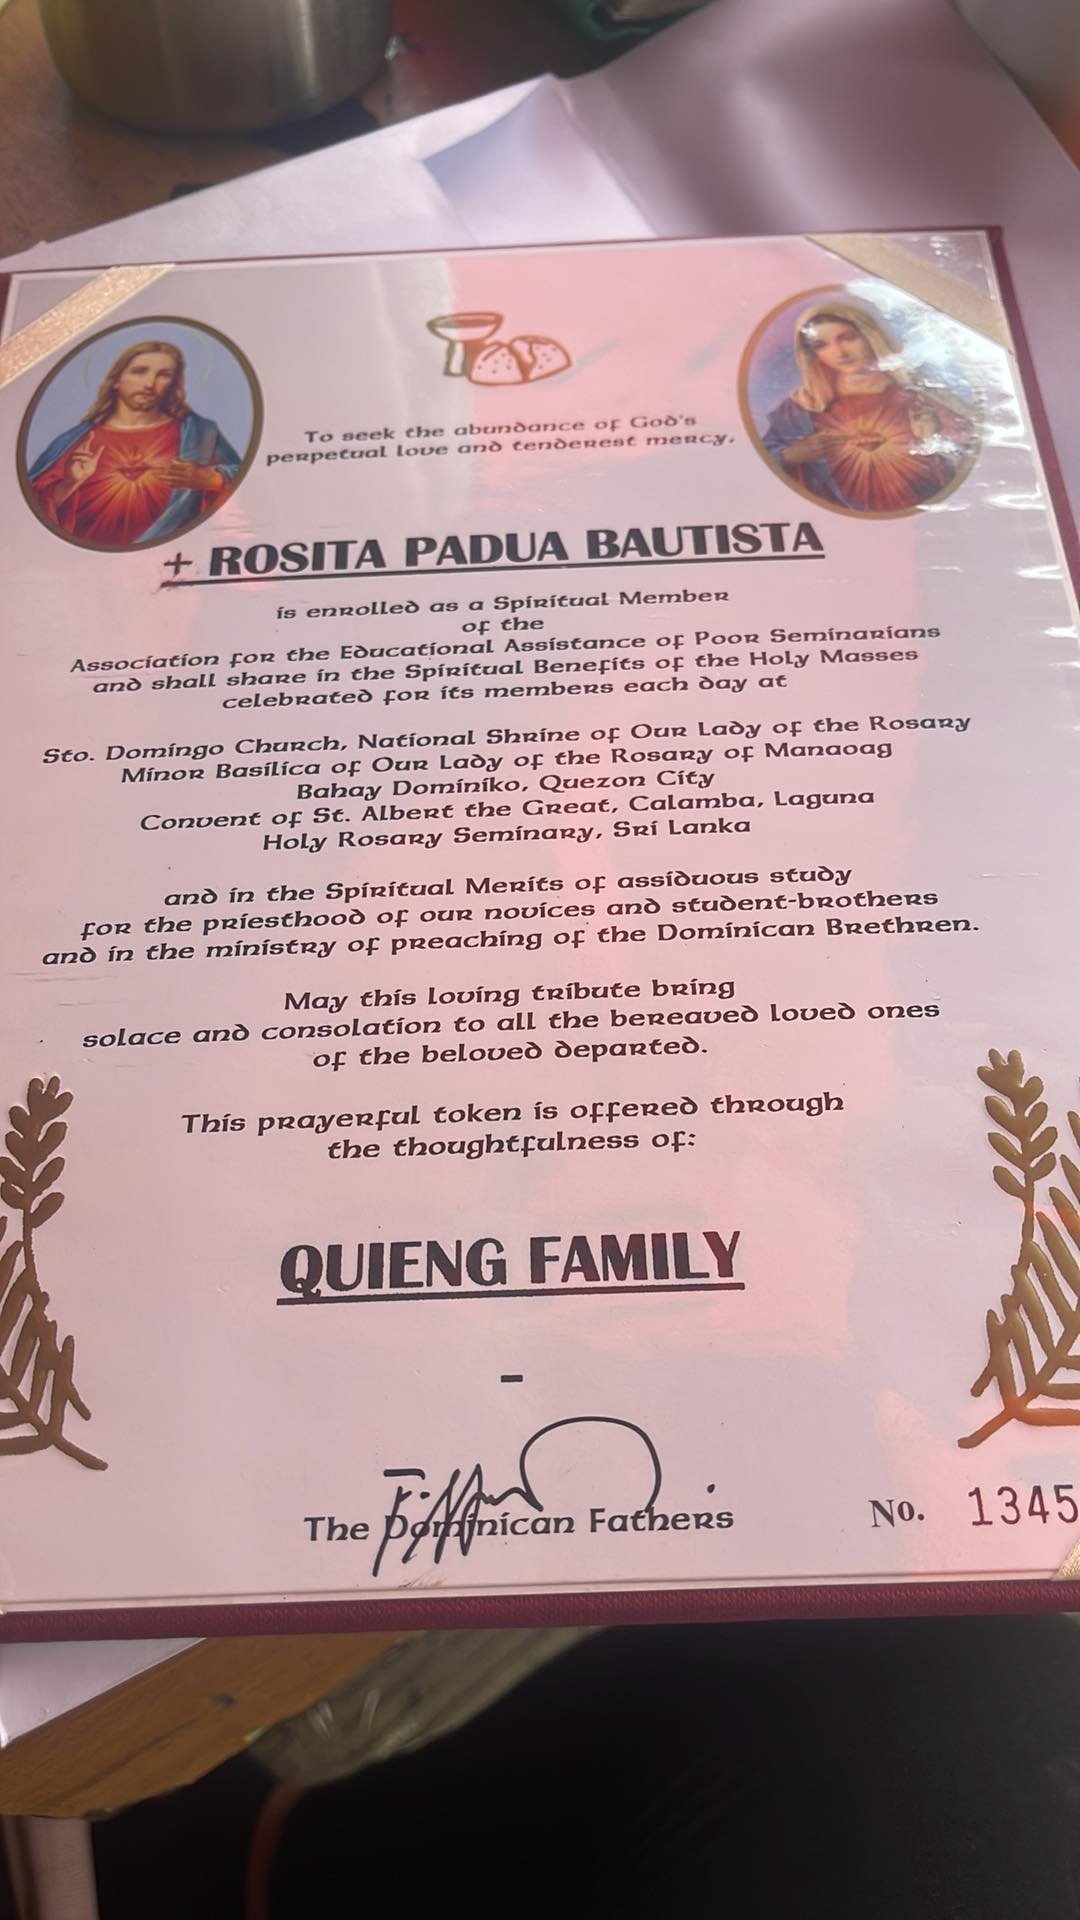 To seek the abundance of God's
perpetual love and tenderest mercy,
+ ROSITA PADUA BAUTISTA
is enrolled as a Spiritual Member
of the
Association for the Educational Assistance of Poor Seminarians
and shall share in the Spiritual Benefits of the Holy Masses
celebrated for its members each day at
Sto. Domingo Church, National Shrine of Our Lady of the Rosary
Minor Basilica of Our Lady of the Rosary of Manaoag
Bahay Dominiko, Quezon City
Convent of St. Albert the Great, Calamba, Laguna
Holy Rosary Seminary, Sri Lanka
and in the Spiritual Merits of assiduous study
for the priesthood of our novices and student-brothers
and in the ministry of preaching of the Dominican Brethren.
May this loving tribute bring
solace and consolation to all the bereaved loved ones
of the beloved departed.
This prayerful token is offered through
the thoughtfulness of:
QUIENG FAMILY
-
The Dominican Fathers
No. 1345